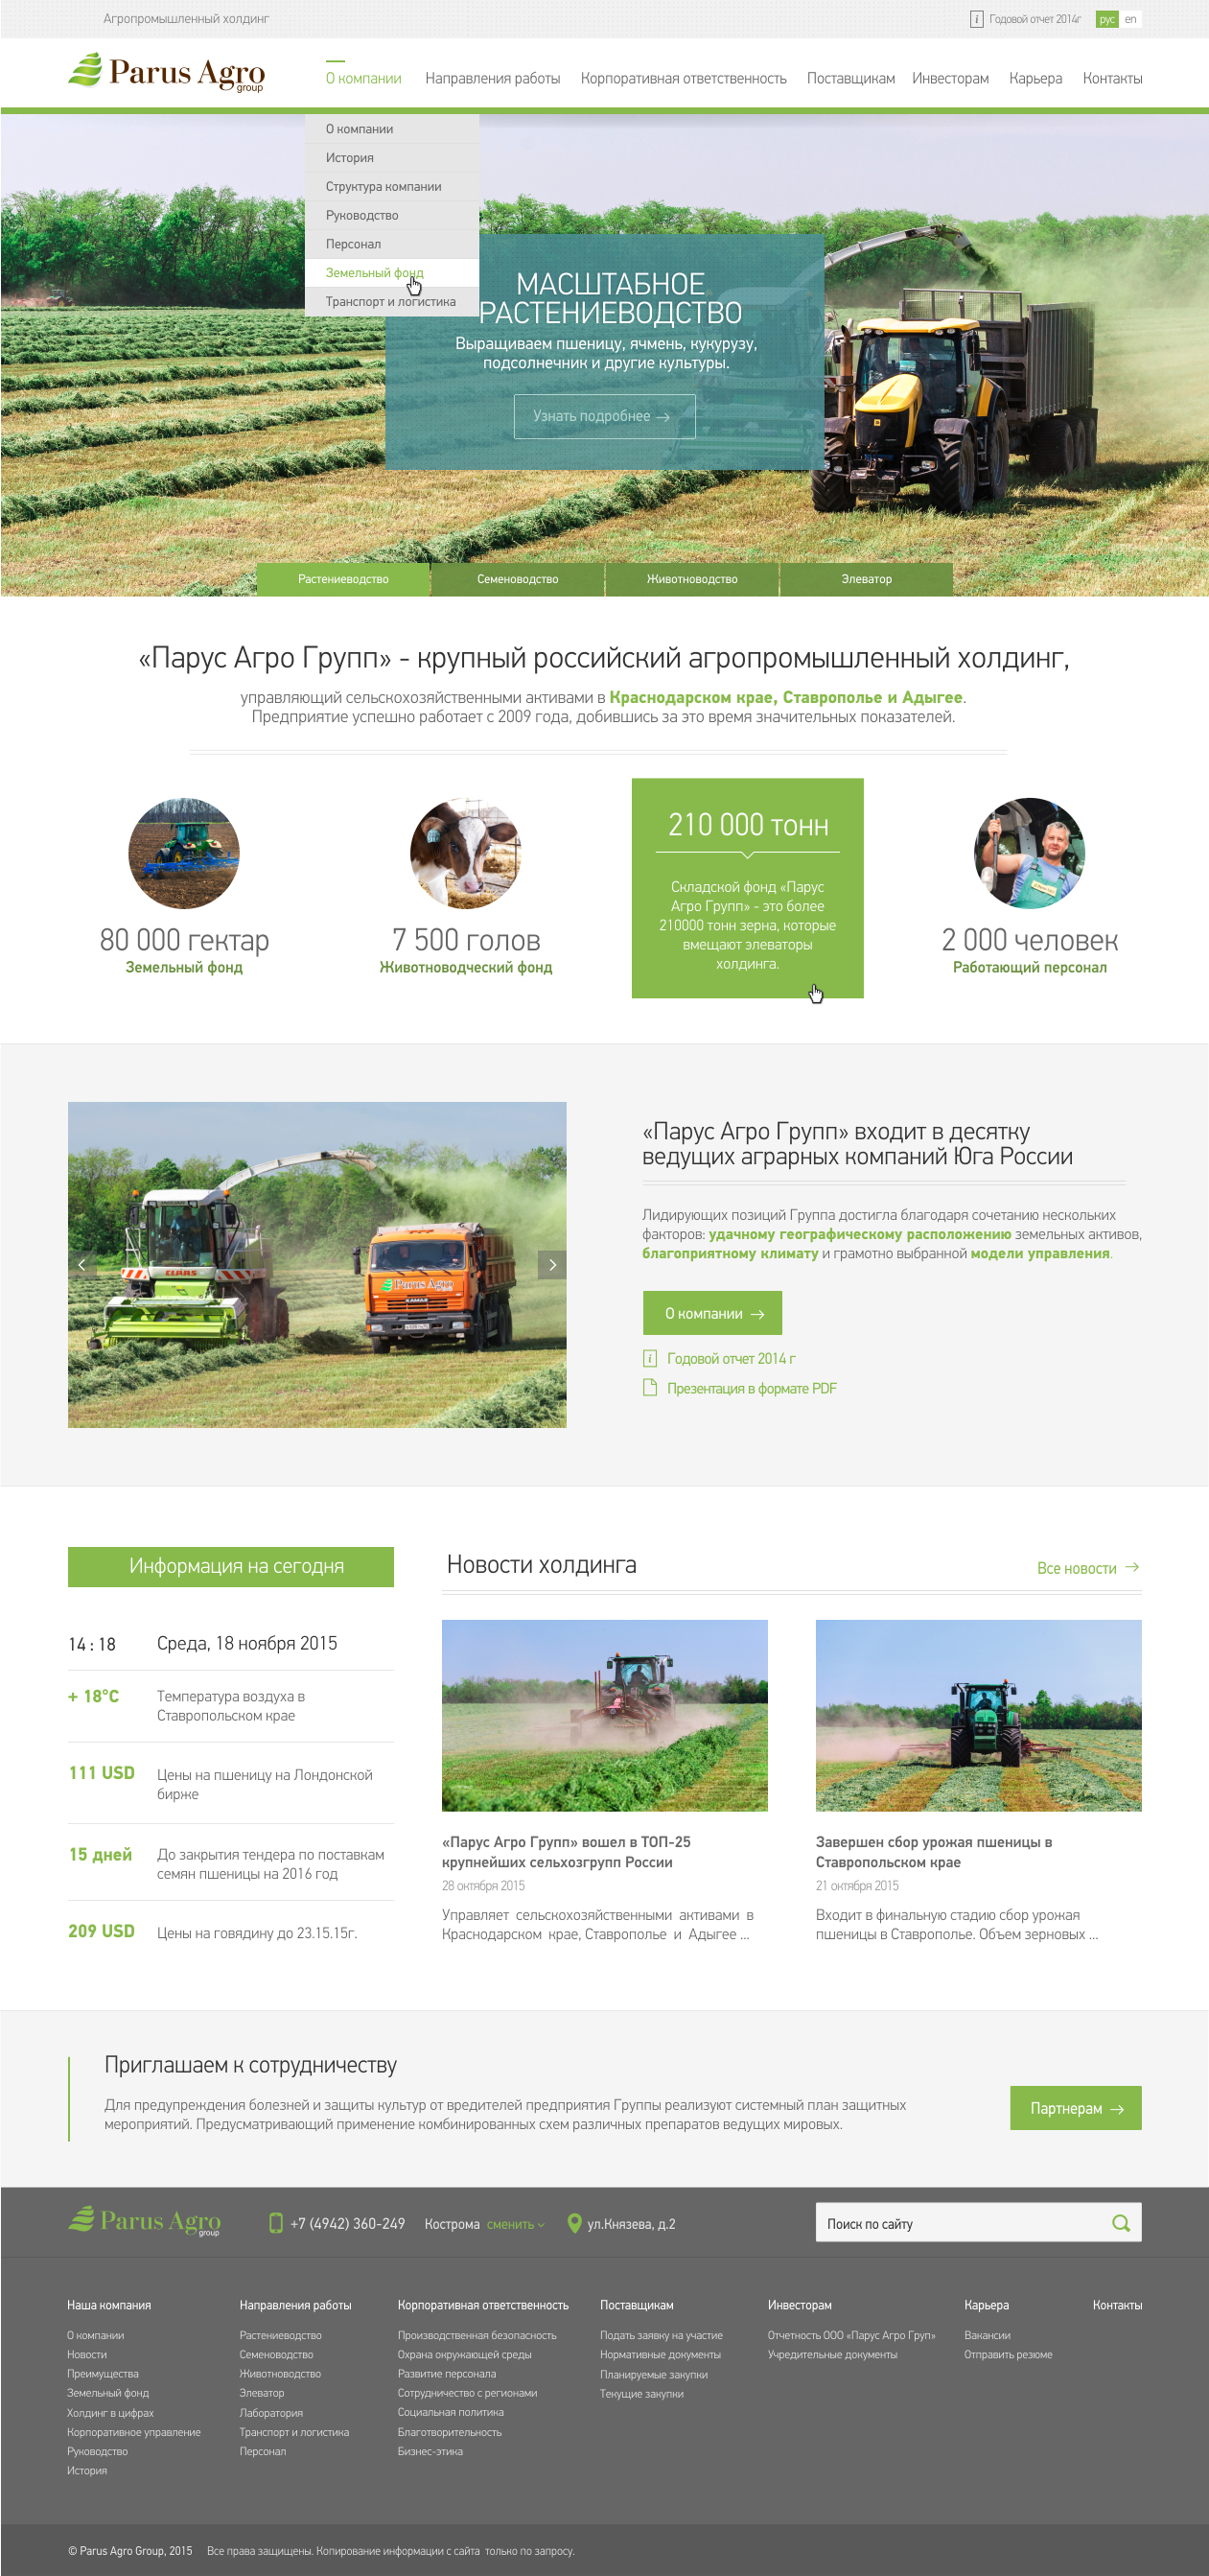 Агропромышленный холдинг
i Годовой отчет 2014г
рус en
Parus Agro
group
О компании Направления работы Корпоративная ответственность Поставщикам Инвесторам Карьера Контакты
О компании
История
Структура компании
Руководство
Персонал
Земельный фонд
Транспорт и логистика
МАСШТАБНОЕ
РАСТЕНИЕВОДСТВО
Выращиваем пшеницу, ячмень, кукурузу,
подсолнечник и другие культуры.
Узнать подробнее →
Растениеводство Семеноводство Животноводство Элеватор
«Парус Агро Групп» - крупный российский агропромышленный холдинг,
управляющий сельскохозяйственными активами в Краснодарском крае, Ставрополье и Адыгее.
Предприятие успешно работает с 2009 года, добившись за это время значительных показателей.
80 000 гектар
Земельный фонд
7 500 голов
Животноводческий фонд
210 000 тонн
Складской фонд «Парус
Агро Групп» - это более
210000 тонн зерна, которые
вмещают элеваторы
холдинга.
2 000 человек
Работающий персонал
CLAAS
Parus Agro
КАМАЗ
«Парус Агро Групп» входит в десятку
ведущих аграрных компаний Юга России
Лидирующих позиций Группа достигла благодаря сочетанию нескольких
факторов: удачному географическому расположению земельных активов,
благоприятному климату и грамотно выбранной модели управления.
О компании →
i Годовой отчет 2014 г
Презентация в формате PDF
Информация на сегодня
14 : 18 Среда, 18 ноября 2015
+ 18°C Температура воздуха в
Ставропольском крае
111 USD Цены на пшеницу на Лондонской
бирже
15 дней До закрытия тендера по поставкам
семян пшеницы на 2016 год
209 USD Цены на говядину до 23.15.15г.
Новости холдинга
Все новости →
«Парус Агро Групп» вошел в ТОП-25
крупнейших сельхозгрупп России
28 октября 2015
Управляет сельскохозяйственными активами в
Краснодарском крае, Ставрополье и Адыгее ...
Завершен сбор урожая пшеницы в
Ставропольском крае
21 октября 2015
Входит в финальную стадию сбор урожая
пшеницы в Ставрополье. Объем зерновых ...
Приглашаем к сотрудничеству
Для предупреждения болезней и защиты культур от вредителей предприятия Группы реализуют системный план защитных
мероприятий. Предусматривающий применение комбинированных схем различных препаратов ведущих мировых.
Партнерам →
Parus Agro
group
+7 (4942) 360-249 Кострома сменить ул.Князева, д.2
Поиск по сайту
Наша компания
О компании
Новости
Преимущества
Земельный фонд
Холдинг в цифрах
Корпоративное управление
Руководство
История
Направления работы
Растениеводство
Семеноводство
Животноводство
Элеватор
Лаборатория
Транспорт и логистика
Персонал
Корпоративная ответственность
Производственная безопасность
Охрана окружающей среды
Развитие персонала
Сотрудничество с регионами
Социальная политика
Благотворительность
Бизнес-этика
Поставщикам
Подать заявку на участие
Нормативные документы
Планируемые закупки
Текущие закупки
Инвесторам
Отчетность ООО «Парус Агро Груп»
Учредительные документы
Карьера
Вакансии
Отправить резюме
Контакты
© Parus Agro Group, 2015 Все права защищены. Копирование информации с сайта только по запросу.